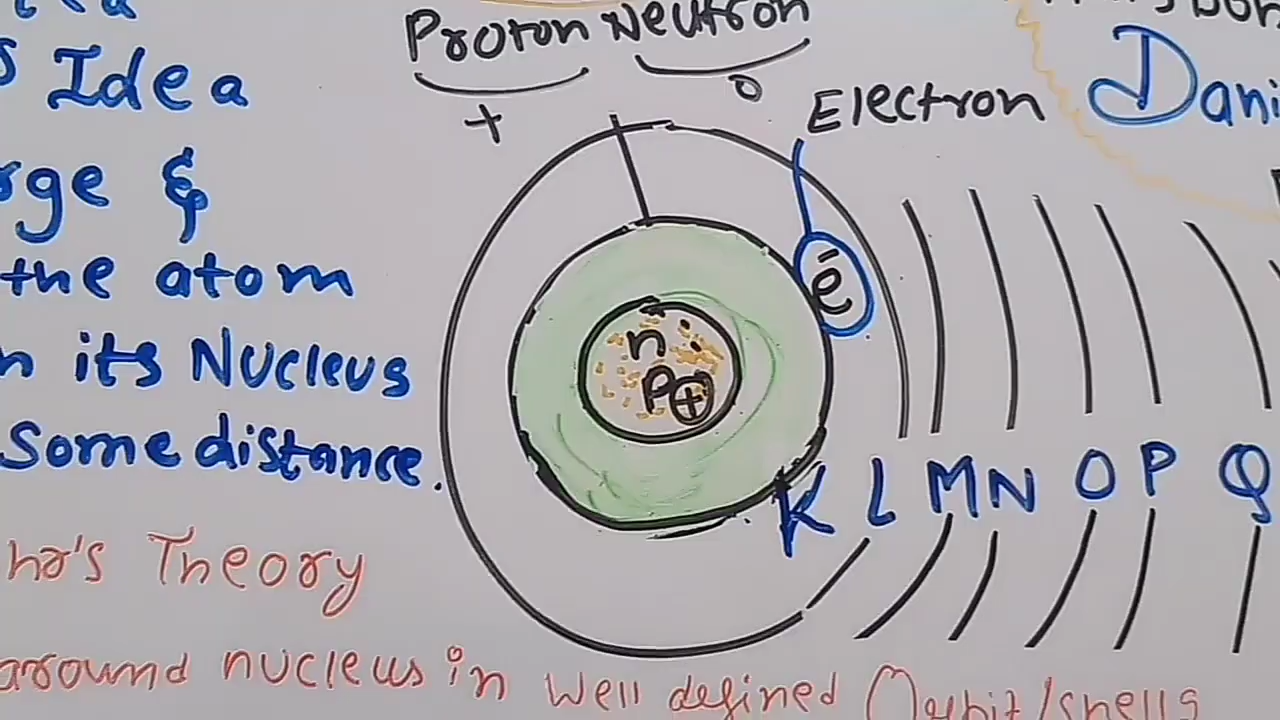 Proton Neutron
+ 0
s Idea
Electron Dani
rge &
the atom
e-
n its Nucleus
n
P+
Some distance.
K L M N O P Q
hr's Theory
around nucleus in well defined Orbit/shells